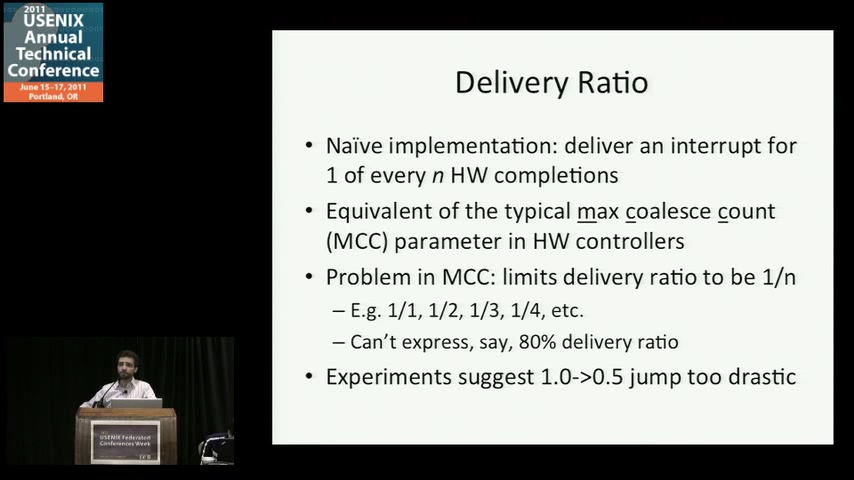 2011
USENIX
Annual
Technical
Conference
June 15–17, 2011
Portland, OR
Delivery Ratio
• Naïve implementation: deliver an interrupt for
1 of every n HW completions
• Equivalent of the typical max coalesce count
(MCC) parameter in HW controllers
• Problem in MCC: limits delivery ratio to be 1/n
– E.g. 1/1, 1/2, 1/3, 1/4, etc.
– Can't express, say, 80% delivery ratio
• Experiments suggest 1.0->0.5 jump too drastic
USENIX Federated
Conferences Week